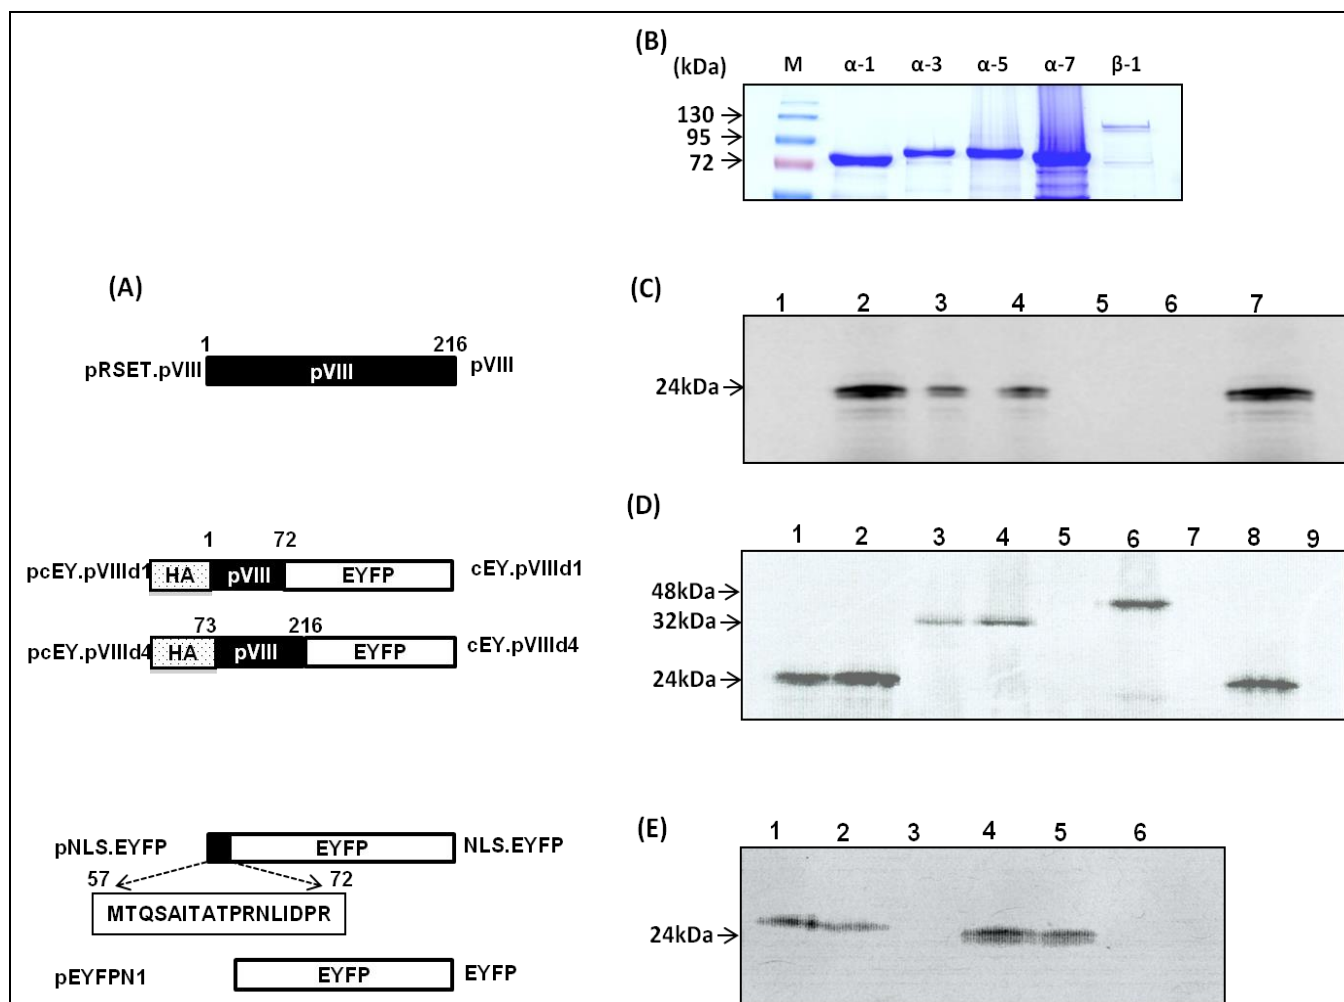 (B)
(kDa) M α-1 α-3 α-5 α-7 β-1
130
95
72
(A)
1 216
pRSET.pVIII pVIII pVIII
(C)
1 2 3 4 5 6 7
24kDa
1 72
pcEY.pVIIId1 HA pVIII EYFP cEY.pVIIId1
73 216
pcEY.pVIIId4 HA pVIII EYFP cEY.pVIIId4
(D)
1 2 3 4 5 6 7 8 9
48kDa
32kDa
24kDa
pNLS.EYFP EYFP NLS.EYFP
57 72
MTQSAITATPRNLIDPR
pEYFPN1 EYFP EYFP
(E)
1 2 3 4 5 6
24kDa